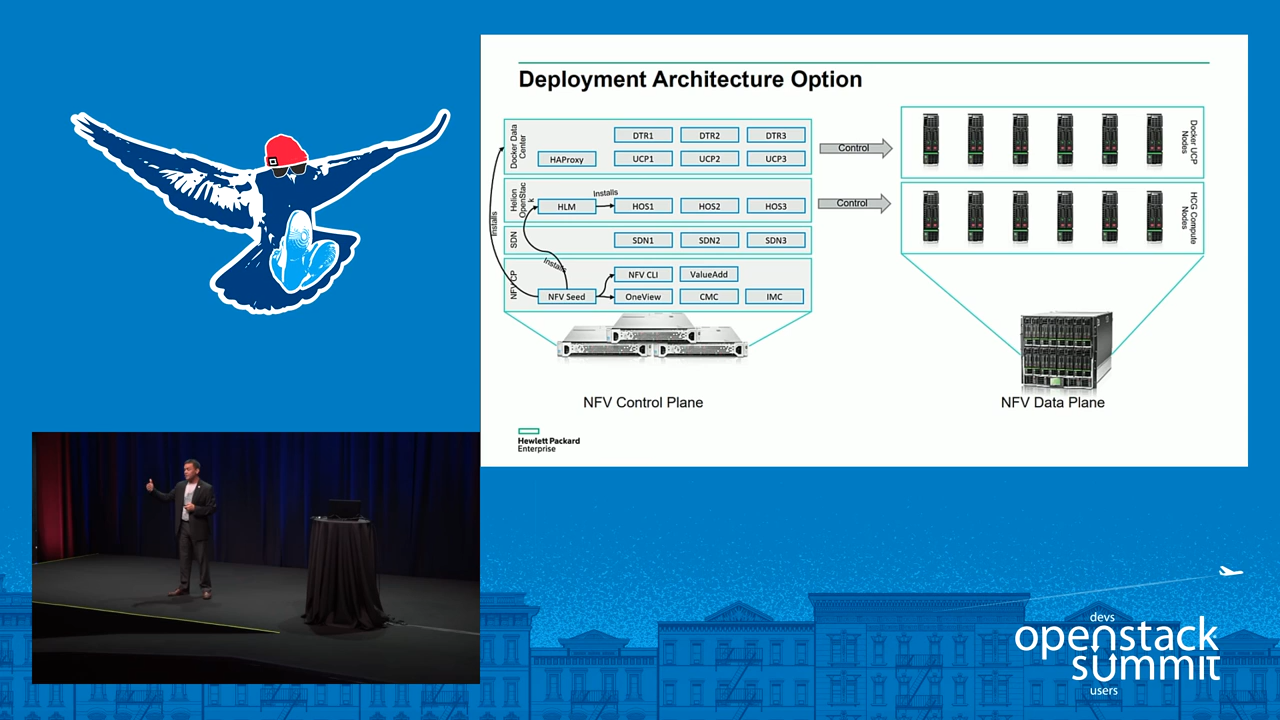 Deployment Architecture Option
Docker Data
Center
DTR1
DTR2
DTR3
HAProxy
UCP1
UCP2
UCP3
Control
Docker UCP
Nodes
Helion
OpenStac
k
HLM
Installs
HOS1
HOS2
HOS3
Control
HCG Compute
Nodes
SDN
SDN1
SDN2
SDN3
Installs
Installs
NFV CP
NFV CLI
ValueAdd
NFV Seed
OneView
CMC
IMC
NFV Control Plane
NFV Data Plane
Hewlett Packard
Enterprise
devs
openstack
summit
users